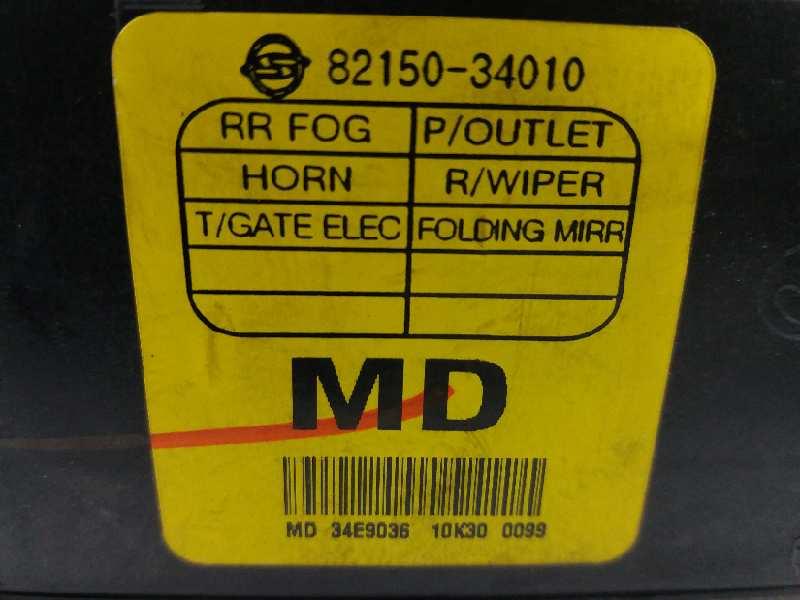 82150-34010
RR FOG P/OUTLET
HORN R/WIPER
T/GATE ELEC FOLDING MIRR
MD
MD 34E9036 10K30 0099